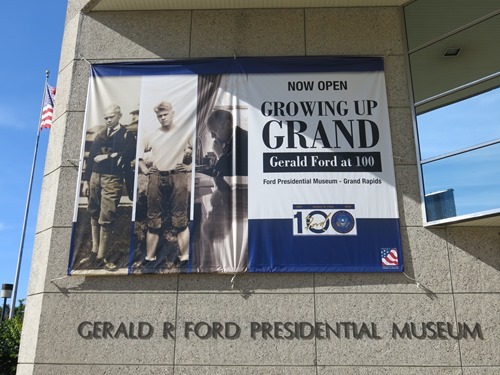 NOW OPEN
GROWING UP
GRAND
Gerald Ford at 100
Ford Presidential Museum - Grand Rapids
100
GERALD R FORD PRESIDENTIAL MUSEUM